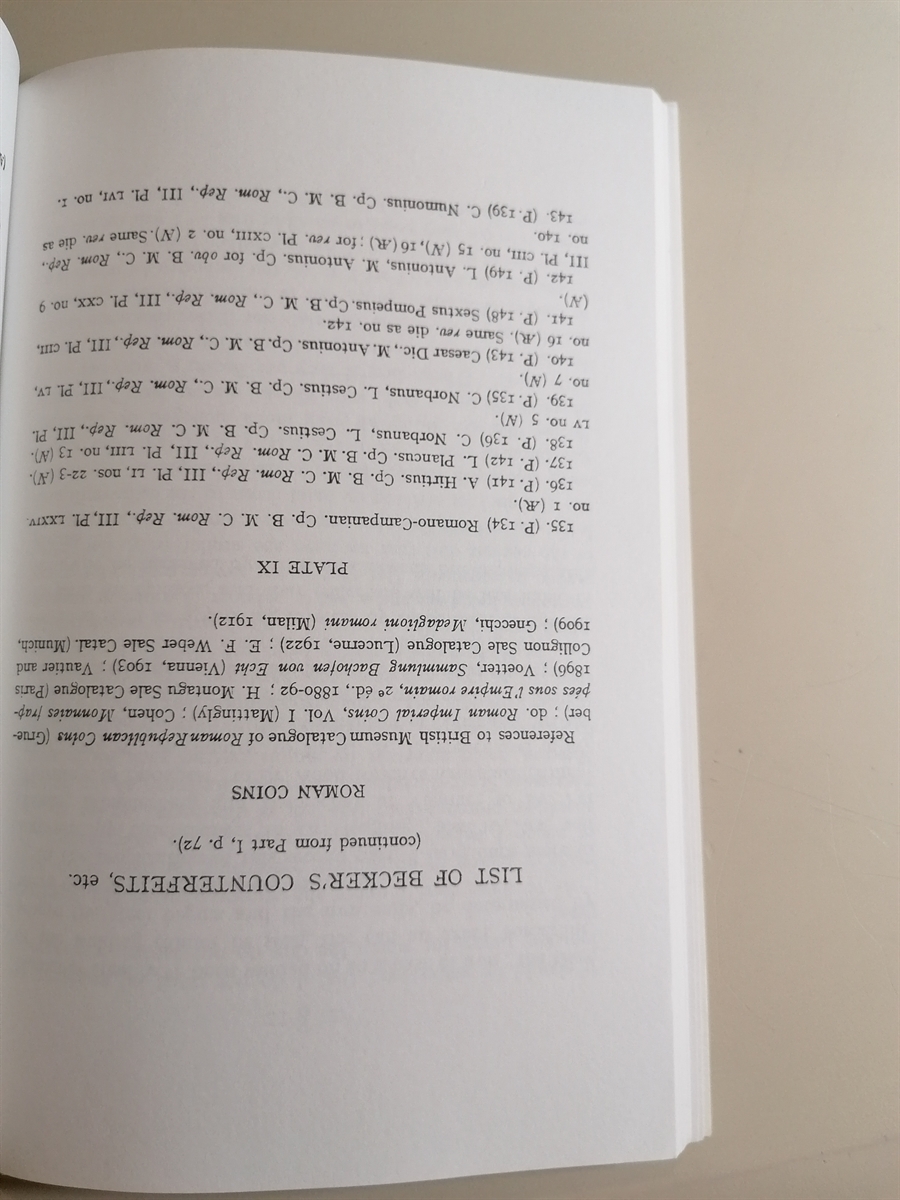 LIST OF BECKER'S COUNTERFEITS, etc.
(continued from Part I, p. 72).
ROMAN COINS
References to British Museum Catalogue of Roman Republican Coins (Grue-
ber) ; do. Roman Imperial Coins, Vol. I (Mattingly) ; Cohen, Monnaies frap-
pées sous l'Empire romain, 2e éd., 1880-92 ; H. Montagu Sale Catalogue (Paris
1896) ; Voetter, Sammlung Bachofen von Echt (Vienna, 1903) ; Vautier and
Collignon Sale Catalogue (Lucerne, 1922) ; E. F. Weber Sale Catal. (Munich,
1909) ; Gnecchi, Medaglioni romani (Milan, 1912).
PLATE IX
135. (P. 134) Romano-Campanian. Cp. B. M. C. Rom. Rep., III, Pl. LXXIV.
no. 1 (Æ).
136. (P. 141) A. Hirtius. Cp. B. M. C. Rom. Rep., III, Pl. LI, nos. 22-3 (N).
137. (P. 142) L. Plancus. Cp. B. M. C. Rom. Rep., III, Pl. LIII, no. 13 (N).
138. (P. 136) C. Norbanus, L. Cestius. Cp. B. M. C. Rom. Rep., III, Pl.
LV no. 5 (N).
139. (P. 135) C. Norbanus, L. Cestius. Cp. B. M. C., Rom. Rep., III, Pl. LV,
no. 7 (N).
140. (P. 143) Caesar Dic., M. Antonius. Cp. B. M. C., Rom. Rep., III, Pl. CIII,
no. 16 (Æ). Same rev. die as no. 142.
141. (P. 148) Sextus Pompeius. Cp. B. M. C., Rom. Rep., III, Pl. CXX, no. 9
(N).
142. (P. 149) L. Antonius, M. Antonius. Cp. for obv. B. M. C., Rom. Rep.,
III, Pl. CIII, no. 15 (N), 16 (Æ) ; for rev. Pl. CXIII, no. 2 (N). Same rev. die as
no. 140.
143. (P. 139) C. Numonius. Cp. B. M. C., Rom. Rep., III, Pl. LVI, no. 1.